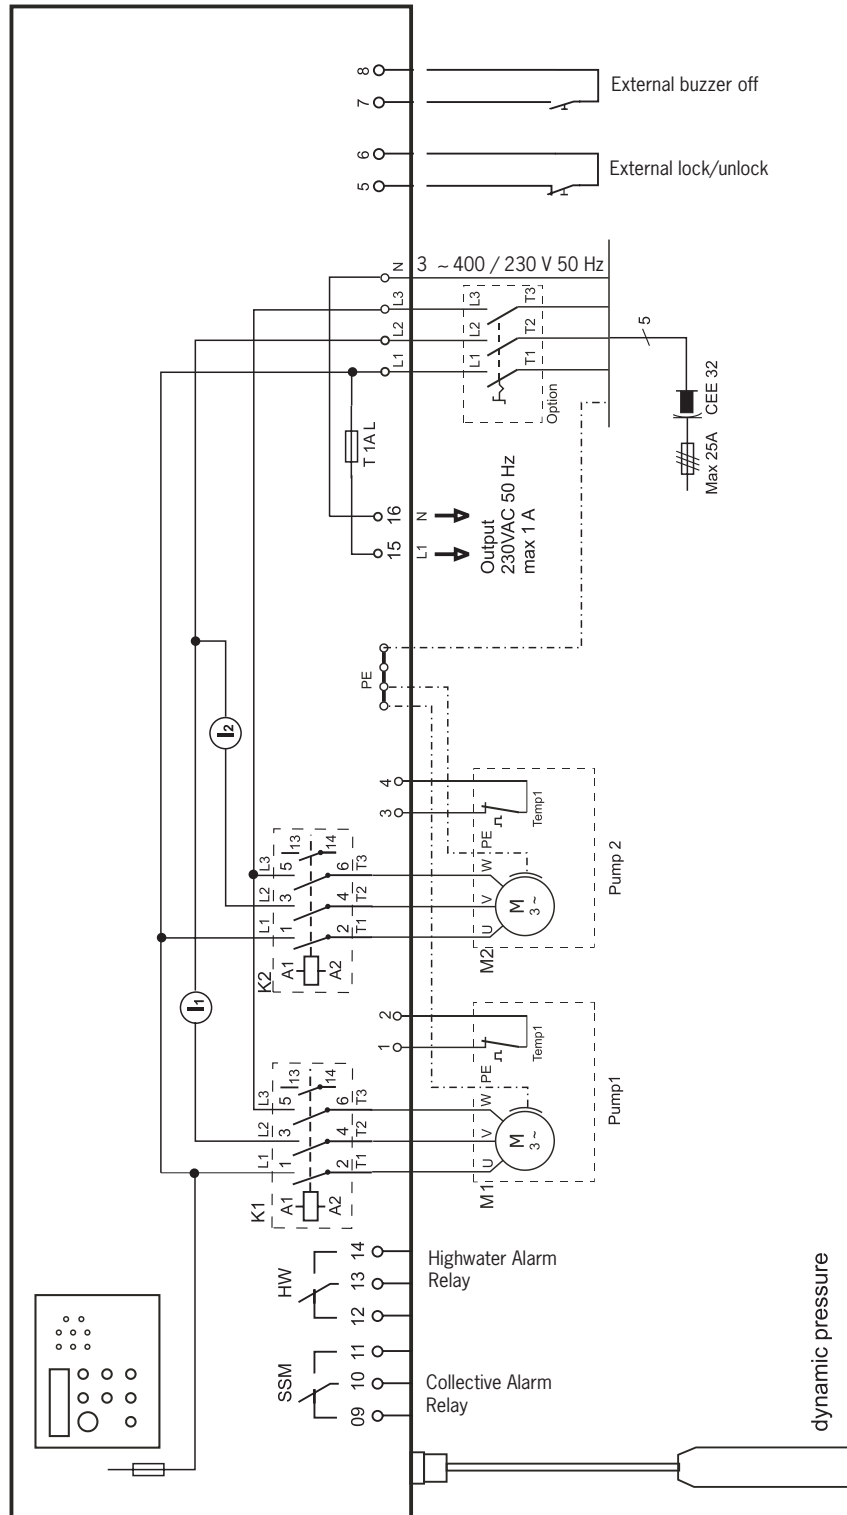 8
7
External buzzer off
6
5
External lock/unlock
N
3 ~ 400 / 230 V 50 Hz
L3
L2
L1
L3
L2
L1
T3
T2
T1
Option
5
CEE 32
Max 25A
T 1A L
16
15
N
L1
Output
230VAC 50 Hz
max 1 A
PE
I2
I1
4
3
Temp1
PE
Pump 2
K2
L1
L2
L3
1
3
5
13
14
A1
A2
2
4
6
T1
T2
T3
U
V
W
M
3 ~
M2
2
1
Temp1
PE
Pump1
K1
L1
L2
L3
1
3
5
13
14
A1
A2
2
4
6
T1
T2
T3
U
V
W
M
3 ~
M1
HW
14
13
12
Highwater Alarm
Relay
SSM
11
10
09
Collective Alarm
Relay
dynamic pressure